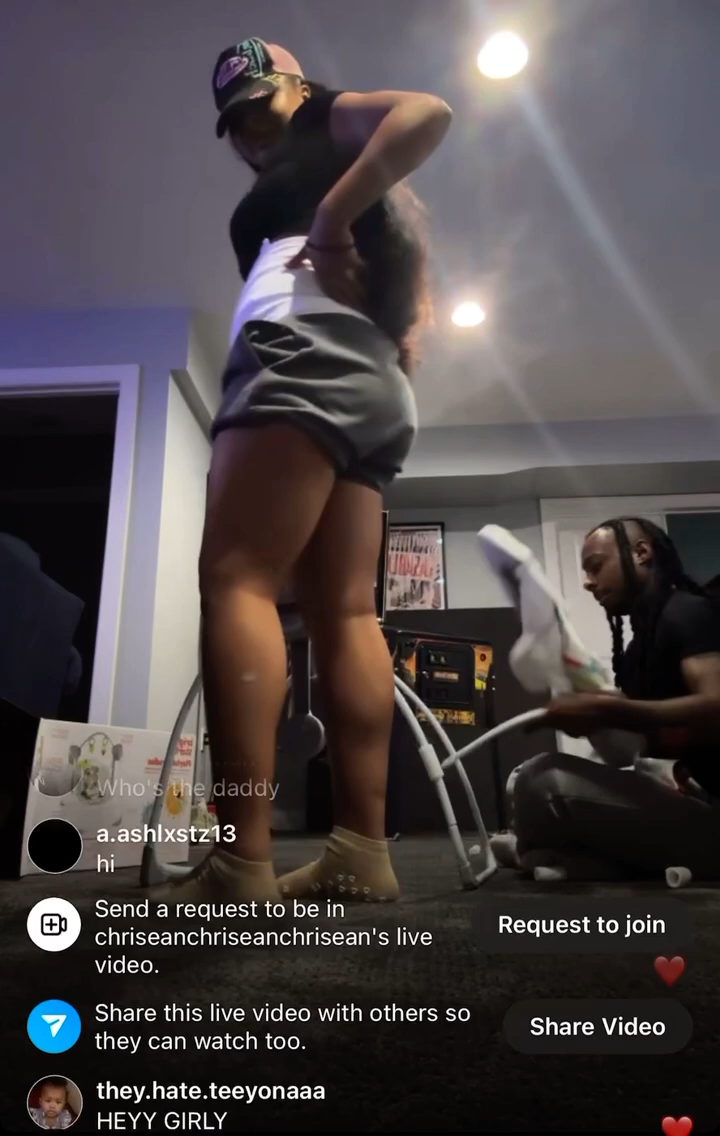 Who's the daddy
a.ashlxstz13
hi
Send a request to be in
chriseanchriseanchrisean's live
video.
Request to join
Share this live video with others so
they can watch too.
Share Video
they.hate.teeyonaaa
HEYY GIRLY